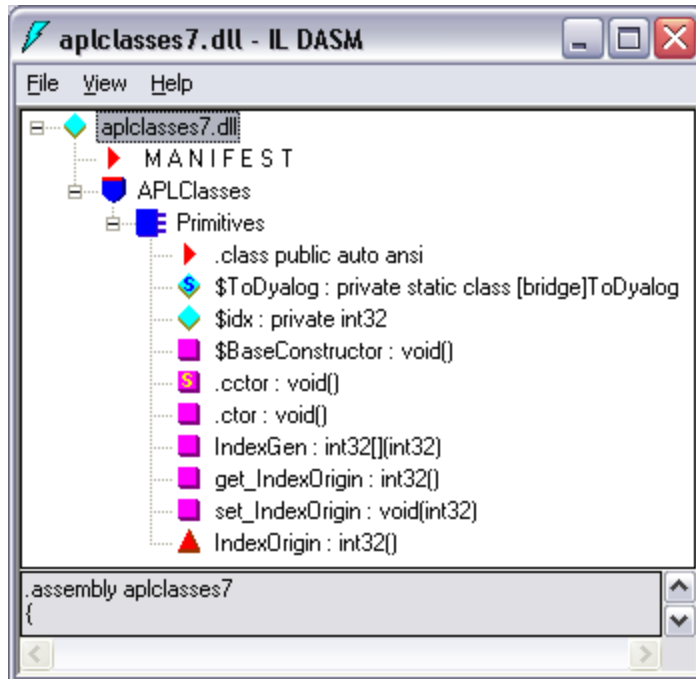 aplclasses7.dll - IL DASM
File View Help
aplclasses7.dll
M A N I F E S T
APLClasses
Primitives
.class public auto ansi
$ToDyalog : private static class [bridge]ToDyalog
$idx : private int32
$BaseConstructor : void()
.cctor : void()
.ctor : void()
IndexGen : int32[](int32)
get_IndexOrigin : int32()
set_IndexOrigin : void(int32)
IndexOrigin : int32()
.assembly aplclasses7
{